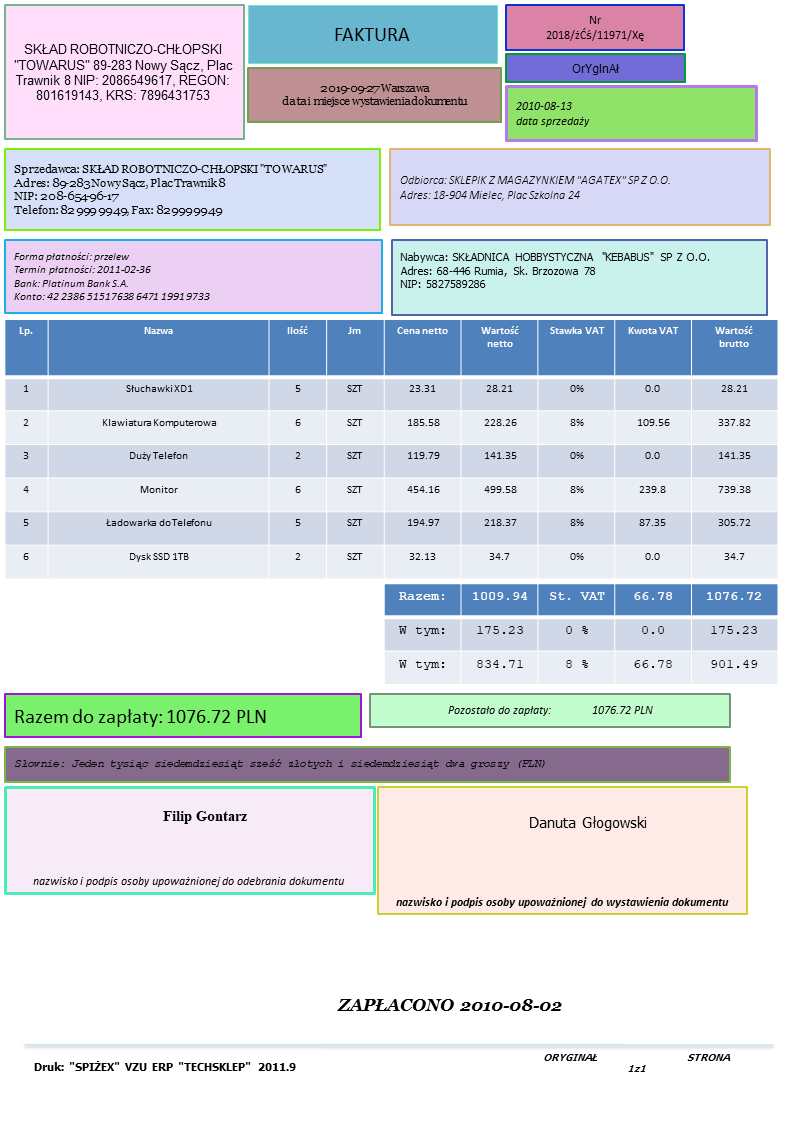 SKŁAD ROBOTNICZO-CHŁOPSKI
"TOWARUS" 89-283 Nowy Sącz, Plac
Trawnik 8 NIP: 2086549617, REGON:
801619143, KRS: 7896431753
FAKTURA
2019-09-27 Warszawa
data i miejsce wystawienia dokumentu
Nr
2018/żĆś/11971/Xę
OrYgInAł
2010-08-13
data sprzedaży
Sprzedawca: SKŁAD ROBOTNICZO-CHŁOPSKI "TOWARUS"
Adres: 89-283 Nowy Sącz, Plac Trawnik 8
NIP: 208-654-96-17
Telefon: 82 999 9949, Fax: 829999949
Odbiorca: SKLEPIK Z MAGAZYNKIEM "AGATEX" SP Z O.O.
Adres: 18-904 Mielec, Plac Szkolna 24
Forma płatności: przelew
Termin płatności: 2011-02-36
Bank: Platinum Bank S.A.
Konto: 42 2386 51517638 6471 1991 9733
Nabywca: SKŁADNICA HOBBYSTYCZNA "KEBABUS" SP Z O.O.
Adres: 68-446 Rumia, Sk. Brzozowa 78
NIP: 5827589286
Lp. Nazwa Ilość Jm Cena netto Wartość netto Stawka VAT Kwota VAT Wartość brutto
1 Słuchawki XD1 5 SZT 23.31 28.21 0% 0.0 28.21
2 Klawiatura Komputerowa 6 SZT 185.58 228.26 8% 109.56 337.82
3 Duży Telefon 2 SZT 119.79 141.35 0% 0.0 141.35
4 Monitor 6 SZT 454.16 499.58 8% 239.8 739.38
5 Ładowarka do Telefonu 5 SZT 194.97 218.37 8% 87.35 305.72
6 Dysk SSD 1TB 2 SZT 32.13 34.7 0% 0.0 34.7
Razem: 1009.94 St. VAT 66.78 1076.72
W tym: 175.23 0 % 0.0 175.23
W tym: 834.71 8 % 66.78 901.49
Razem do zapłaty: 1076.72 PLN
Pozostało do zapłaty: 1076.72 PLN
Słownie: Jeden tysiąc siedemdziesiąt sześć złotych i siedemdziesiąt dwa groszy (PLN)
Filip Gontarz
nazwisko i podpis osoby upoważnionej do odebrania dokumentu
Danuta Głogowski
nazwisko i podpis osoby upoważnionej do wystawienia dokumentu
ZAPŁACONO 2010-08-02
Druk: "SPIŻEX" VZU ERP "TECHSKLEP" 2011.9
ORYGINAŁ STRONA
1z1